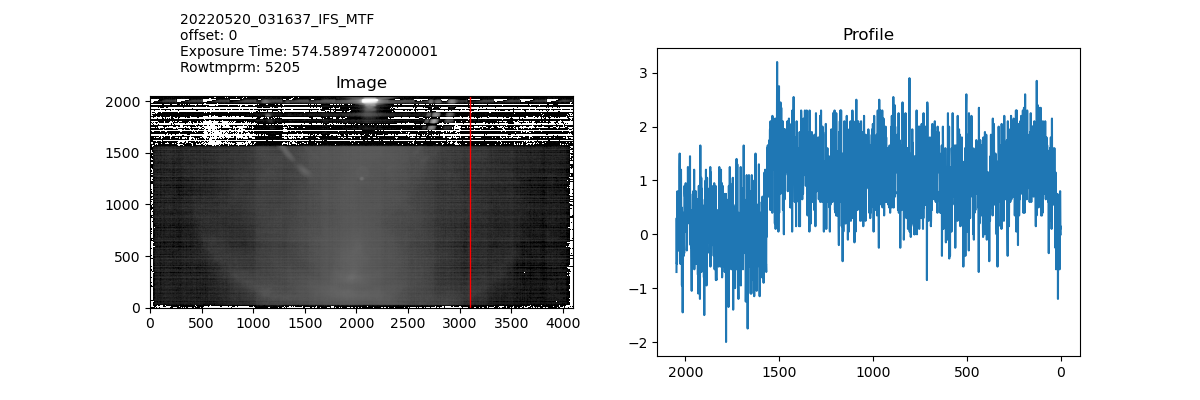 20220520_031637_IFS_MTF
offset: 0
Exposure Time: 574.5897472000001
Rowtmprm: 5205
Image
2000
1500
1000
500
0
0 500 1000 1500 2000 2500 3000 3500 4000
Profile
3
2
1
0
−1
−2
2000 1500 1000 500 0